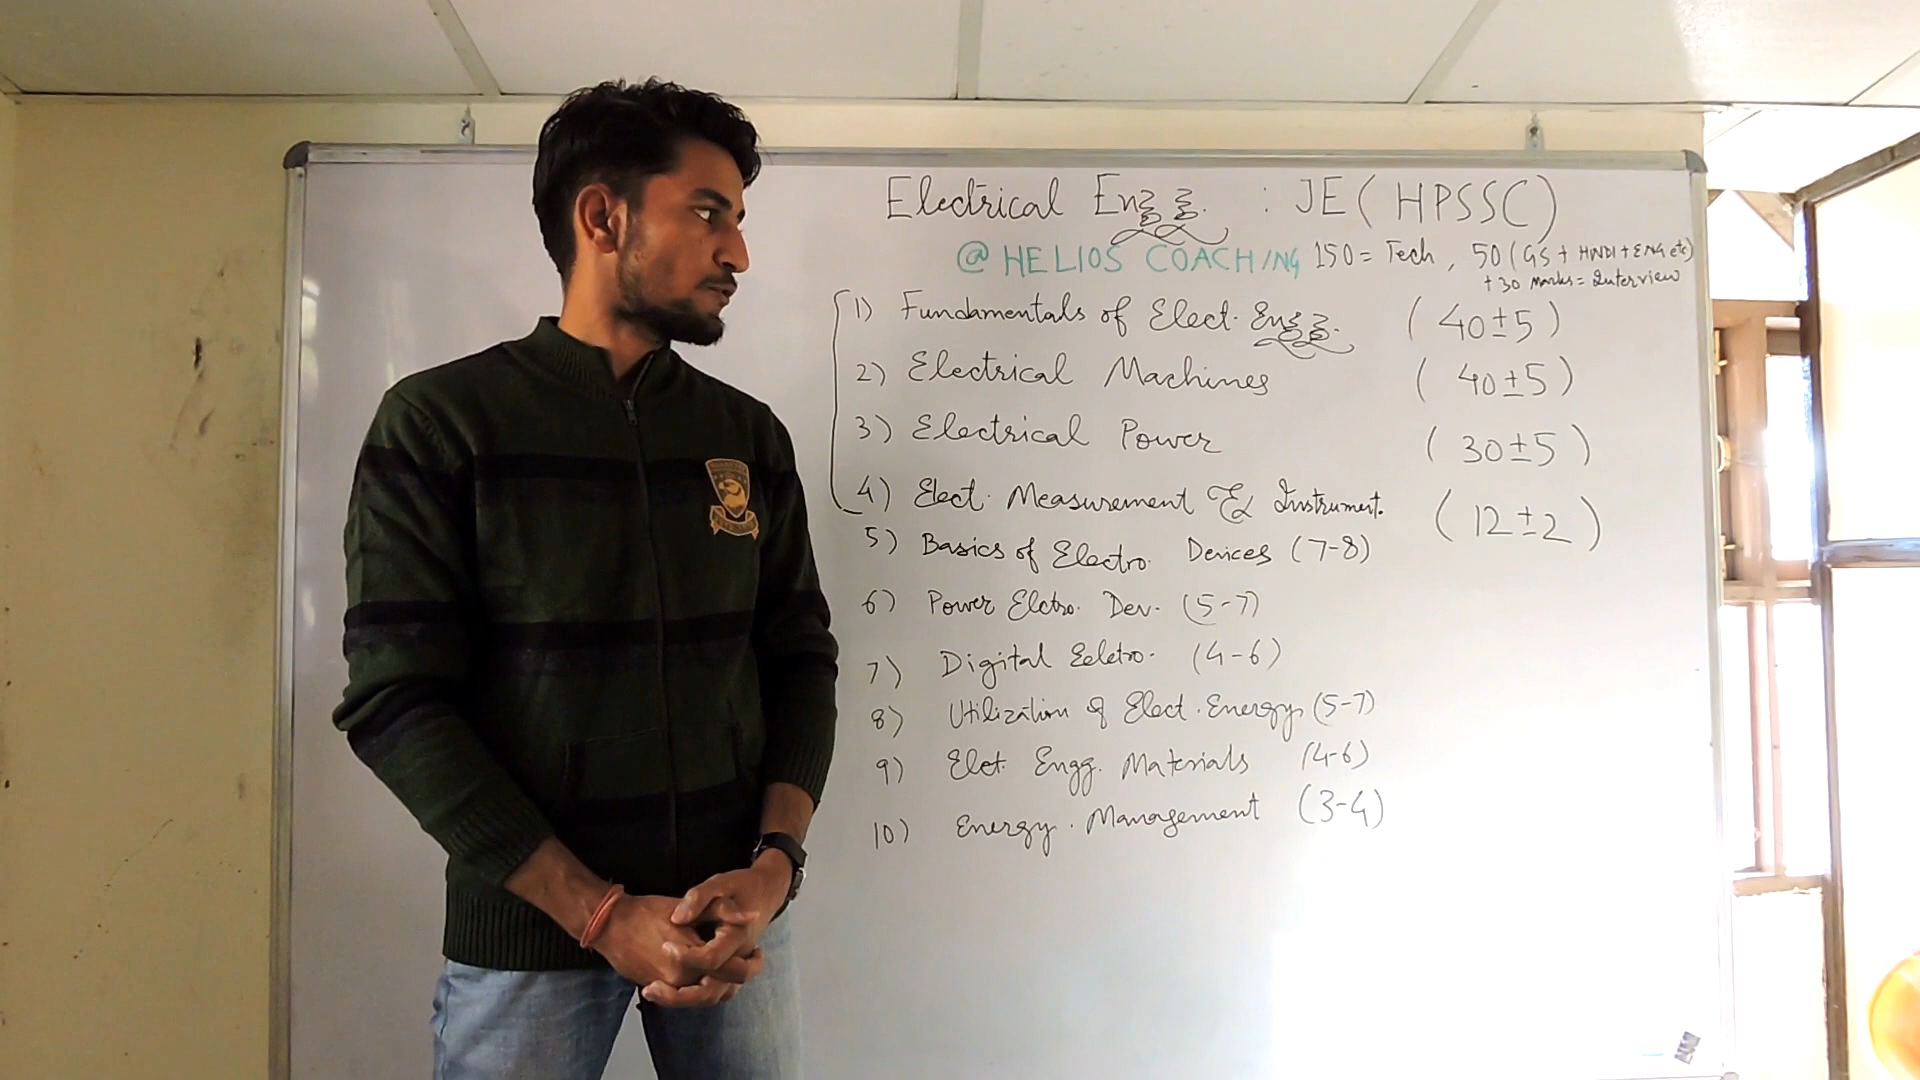 Electrical Engg. : JE ( HPSSC )
@ HELIOS COACHING 150 = Tech , 50 ( GS + HINDI + ENG etc)
+ 30 Marks = Interview
1) Fundamentals of Elect. Engg. ( 40 ± 5 )
2) Electrical Machines ( 40 ± 5 )
3) Electrical Power ( 30 ± 5 )
4) Elect. Measurement & Instrument. ( 12 ± 2 )
5) Basics of Electro. Devices (7-8)
6) Power Elctro. Dev. (5-7)
7) Digital Eeletro. (4-6)
8) Utilization of Elect. Energy (5-7)
9) Elet. Engg. Materials (4-6)
10) Energy. Management (3-4)